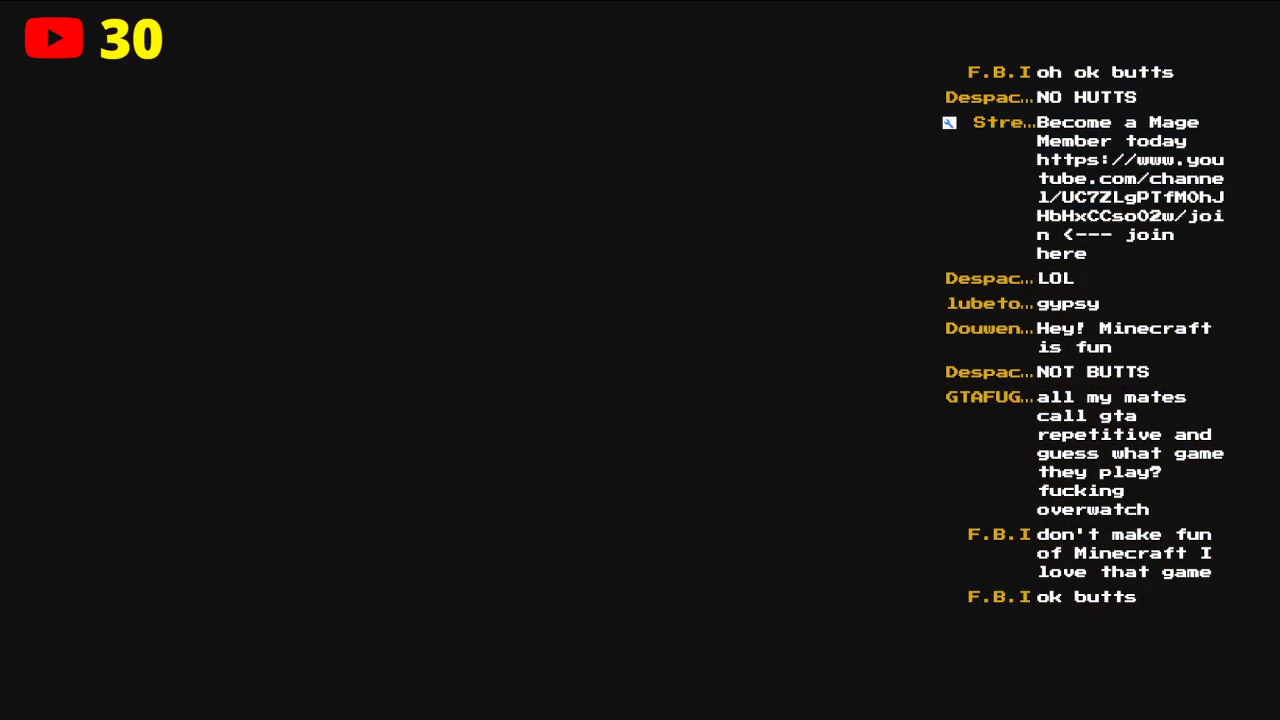 30
F.B.I oh ok butts
Despac... NO HUTTS
Stre... Become a Mage
Member today
https://www.you
tube.com/channe
l/UC7ZLgPTfM0hJ
HbHxCCsoO2w/joi
n <--- join
here
Despac... LOL
lubeto... gypsy
Douwen... Hey! Minecraft
is fun
Despac... NOT BUTTS
GTAFUG... all my mates
call gta
repetitive and
guess what game
they play?
fucking
overwatch
F.B.I don't make fun
of Minecraft I
love that game
F.B.I ok butts